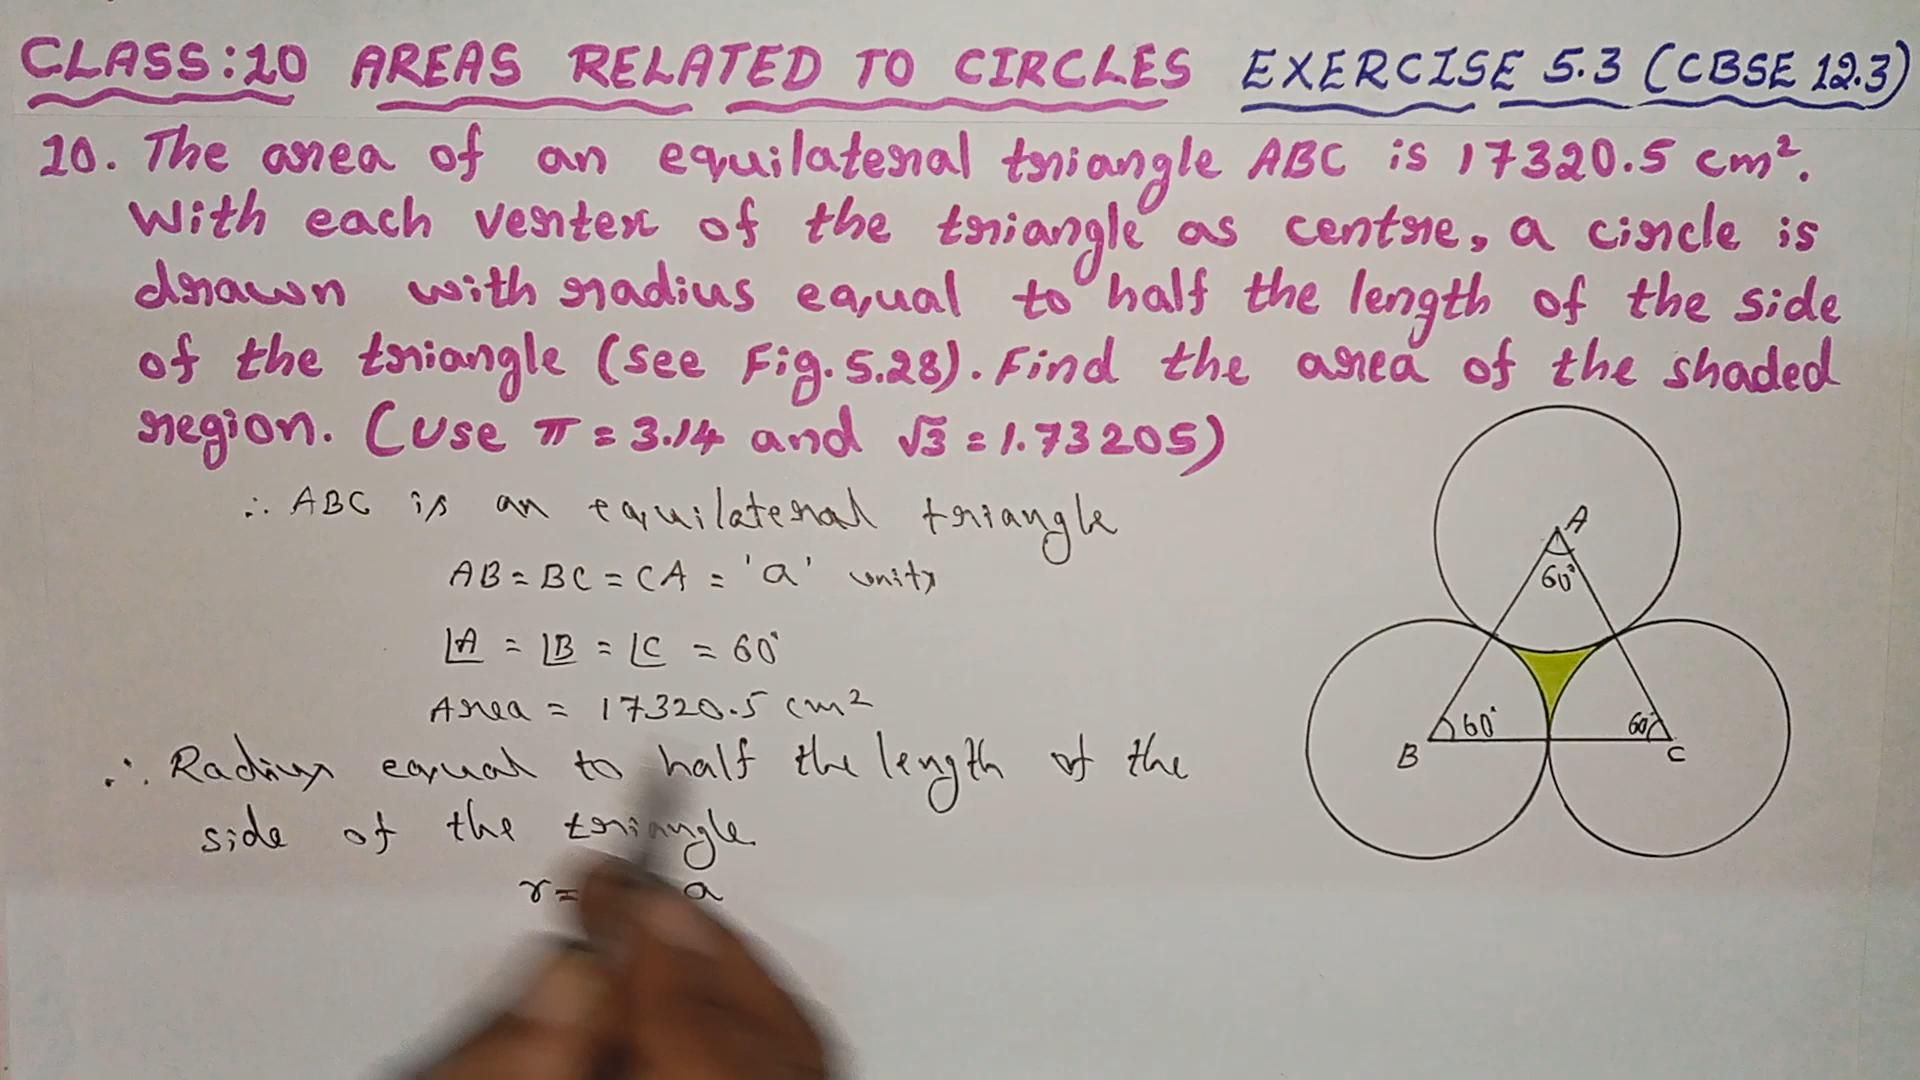 CLASS:10 AREAS RELATED TO CIRCLES EXERCISE 5.3 (CBSE 12.3)
10. The area of an equilateral triangle ABC is 17320.5 cm².
With each vertex of the triangle as centre, a circle is
drawn with radius equal to half the length of the side
of the triangle (see Fig. 5.28). Find the area of the shaded
region. (Use π = 3.14 and √3 = 1.73205)
∴ ABC is an equilateral triangle
AB = BC = CA = 'a' units
∠A = ∠B = ∠C = 60°
Area = 17320.5 cm²
∴ Radius equal to half the length of the
side of the triangle
r = a
A
60°
60°
60°
B
C